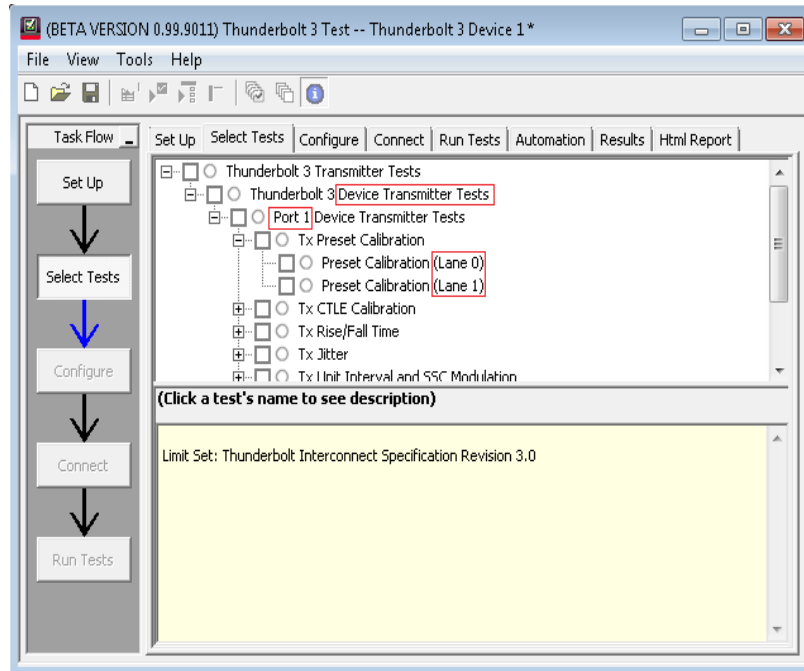 (BETA VERSION 0.99.9011) Thunderbolt 3 Test -- Thunderbolt 3 Device 1 *
File View Tools Help
Task Flow
Set Up
Select Tests
Configure
Connect
Run Tests
Set Up Select Tests Configure Connect Run Tests Automation Results Html Report
Thunderbolt 3 Transmitter Tests
Thunderbolt 3 Device Transmitter Tests
Port 1 Device Transmitter Tests
Tx Preset Calibration
Preset Calibration (Lane 0)
Preset Calibration (Lane 1)
Tx CTLE Calibration
Tx Rise/Fall Time
Tx Jitter
Tx Unit Interval and SSC Modulation
(Click a test's name to see description)
Limit Set: Thunderbolt Interconnect Specification Revision 3.0